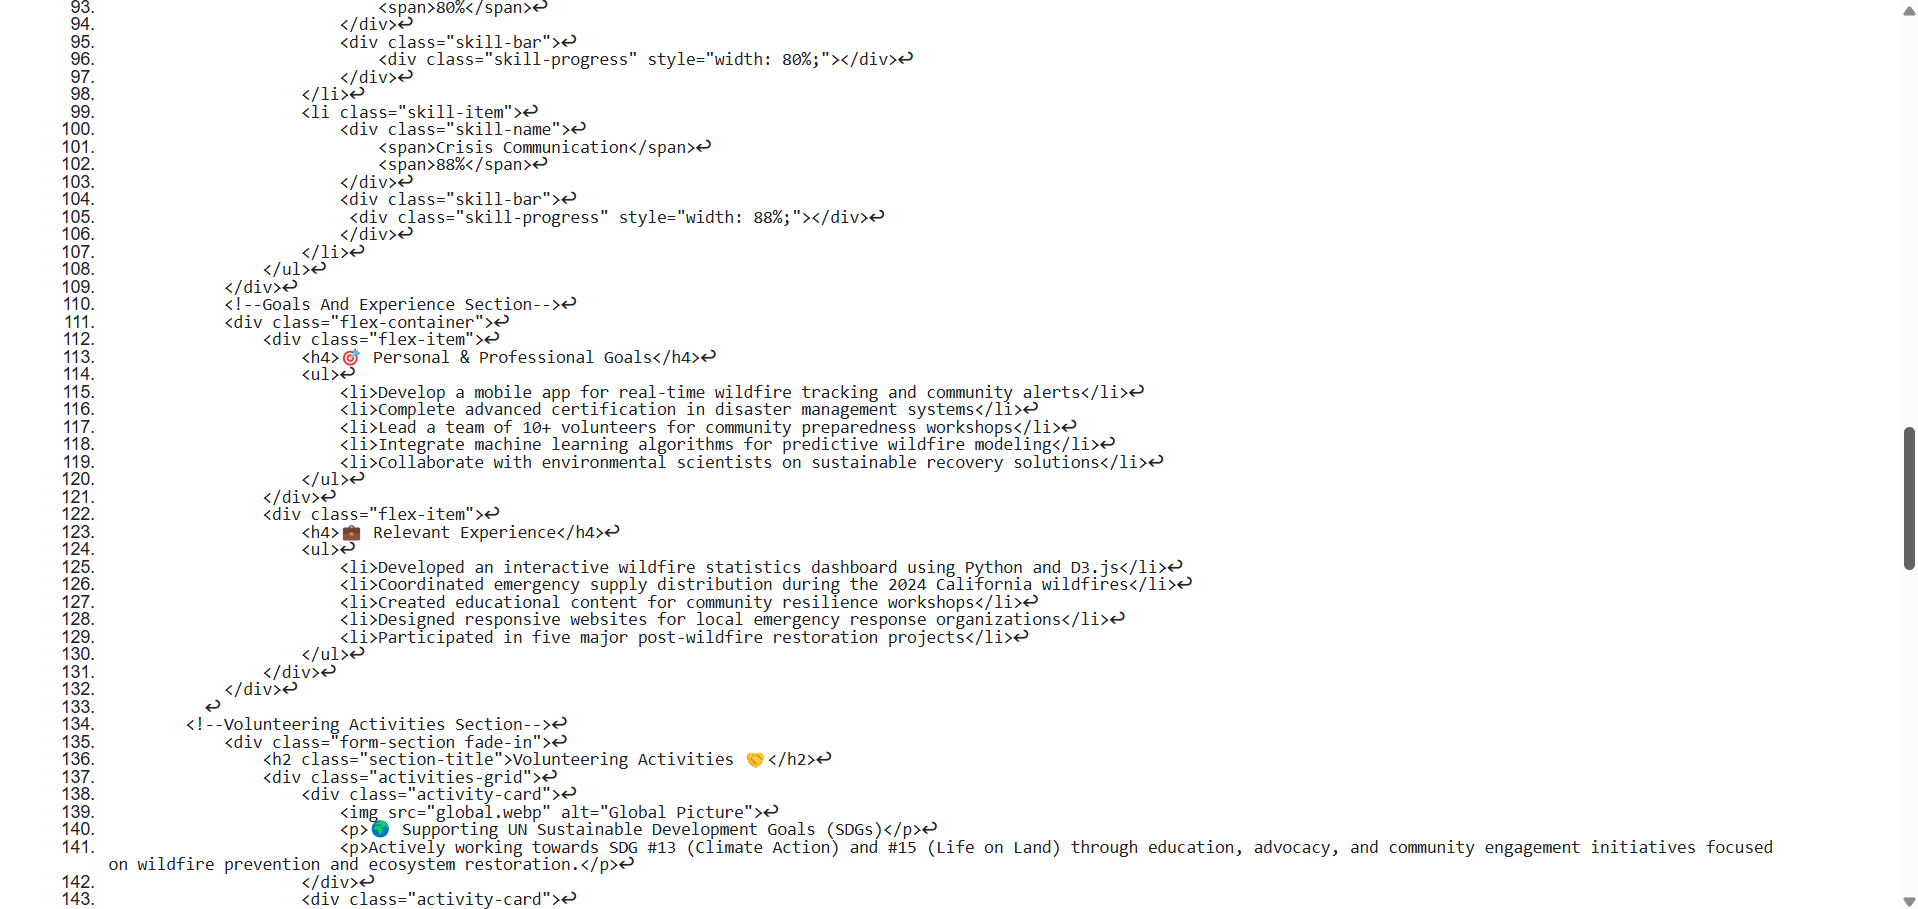 93. <span>80%</span>↩
94. </div>↩
95. <div class="skill-bar">↩
96. <div class="skill-progress" style="width: 80%;"></div>↩
97. </div>↩
98. </li>↩
99. <li class="skill-item">↩
100. <div class="skill-name">↩
101. <span>Crisis Communication</span>↩
102. <span>88%</span>↩
103. </div>↩
104. <div class="skill-bar">↩
105. <div class="skill-progress" style="width: 88%;"></div>↩
106. </div>↩
107. </li>↩
108. </ul>↩
109. </div>↩
110. <!--Goals And Experience Section-->↩
111. <div class="flex-container">↩
112. <div class="flex-item">↩
113. <h4>🎯 Personal & Professional Goals</h4>↩
114. <ul>↩
115. <li>Develop a mobile app for real-time wildfire tracking and community alerts</li>↩
116. <li>Complete advanced certification in disaster management systems</li>↩
117. <li>Lead a team of 10+ volunteers for community preparedness workshops</li>↩
118. <li>Integrate machine learning algorithms for predictive wildfire modeling</li>↩
119. <li>Collaborate with environmental scientists on sustainable recovery solutions</li>↩
120. </ul>↩
121. </div>↩
122. <div class="flex-item">↩
123. <h4>💼 Relevant Experience</h4>↩
124. <ul>↩
125. <li>Developed an interactive wildfire statistics dashboard using Python and D3.js</li>↩
126. <li>Coordinated emergency supply distribution during the 2024 California wildfires</li>↩
127. <li>Created educational content for community resilience workshops</li>↩
128. <li>Designed responsive websites for local emergency response organizations</li>↩
129. <li>Participated in five major post-wildfire restoration projects</li>↩
130. </ul>↩
131. </div>↩
132. </div>↩
133. ↩
134. <!--Volunteering Activities Section-->↩
135. <div class="form-section fade-in">↩
136. <h2 class="section-title">Volunteering Activities 🤝</h2>↩
137. <div class="activities-grid">↩
138. <div class="activity-card">↩
139. <img src="global.webp" alt="Global Picture">↩
140. <p>🌍 Supporting UN Sustainable Development Goals (SDGs)</p>↩
141. <p>Actively working towards SDG #13 (Climate Action) and #15 (Life on Land) through education, advocacy, and community engagement initiatives focused
on wildfire prevention and ecosystem restoration.</p>↩
142. </div>↩
143. <div class="activity-card">↩